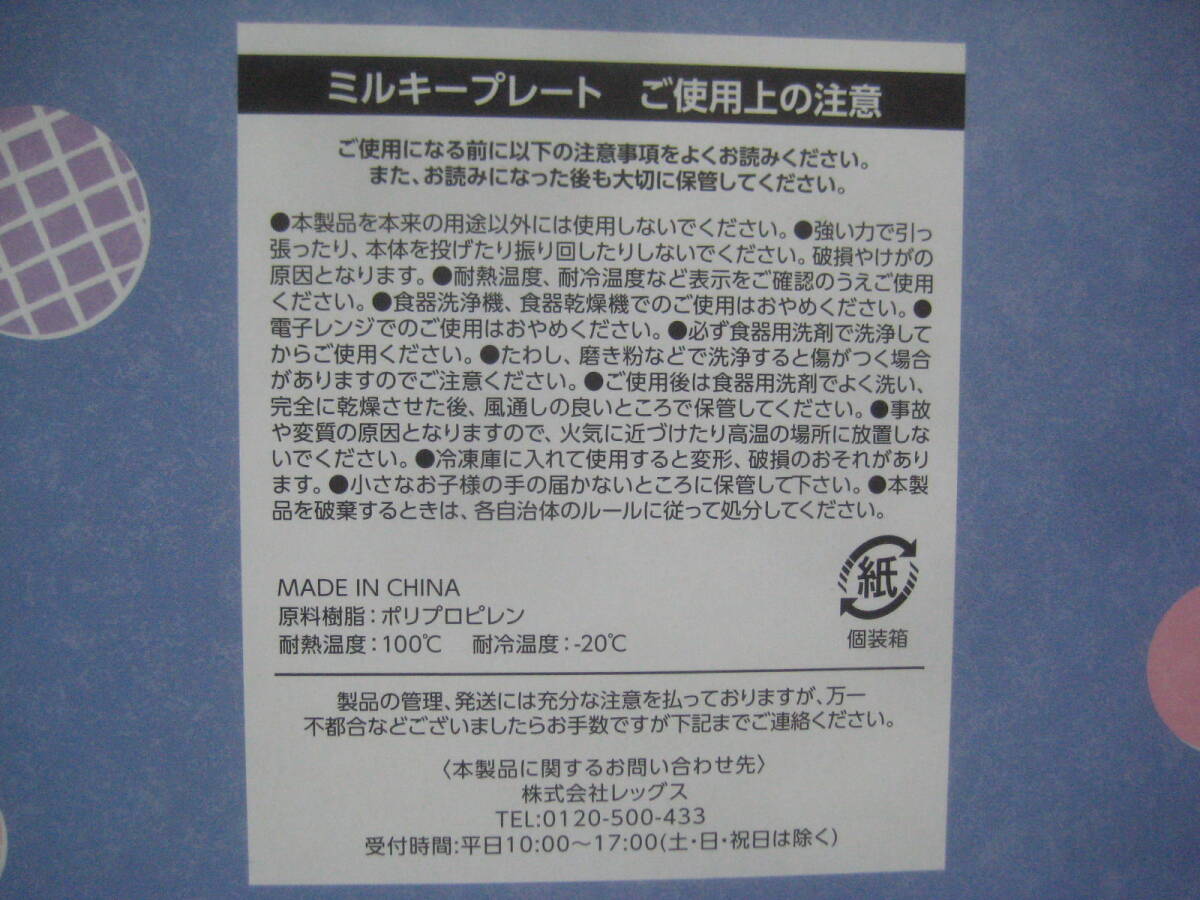 ミルキープレート　ご使用上の注意
ご使用になる前に以下の注意事項をよくお読みください。
また、お読みになった後も大切に保管してください。
●本製品を本来の用途以外には使用しないでください。●強い力で引っ
張ったり、本体を投げたり振り回したりしないでください。破損やけがの
原因となります。●耐熱温度、耐冷温度など表示をご確認のうえご使用
ください。●食器洗浄機、食器乾燥機でのご使用はおやめください。●
電子レンジでのご使用はおやめください。●必ず食器用洗剤で洗浄して
からご使用ください。●たわし、磨き粉などで洗浄すると傷がつく場合
がありますのでご注意ください。●ご使用後は食器用洗剤でよく洗い、
完全に乾燥させた後、風通しの良いところで保管してください。●事故
や変質の原因となりますので、火気に近づけたり高温の場所に放置しな
いでください。●冷凍庫に入れて使用すると変形、破損のおそれがあり
ます。●小さなお子様の手の届かないところに保管して下さい。●本製
品を破棄するときは、各自治体のルールに従って処分してください。
MADE IN CHINA
原料樹脂：ポリプロピレン
耐熱温度：100℃　耐冷温度：-20℃
紙
個装箱
製品の管理、発送には充分な注意を払っておりますが、万一
不都合などございましたらお手数ですが下記までご連絡ください。
〈本製品に関するお問い合わせ先〉
株式会社レッグス
TEL:0120-500-433
受付時間:平日10:00～17:00(土・日・祝日は除く)